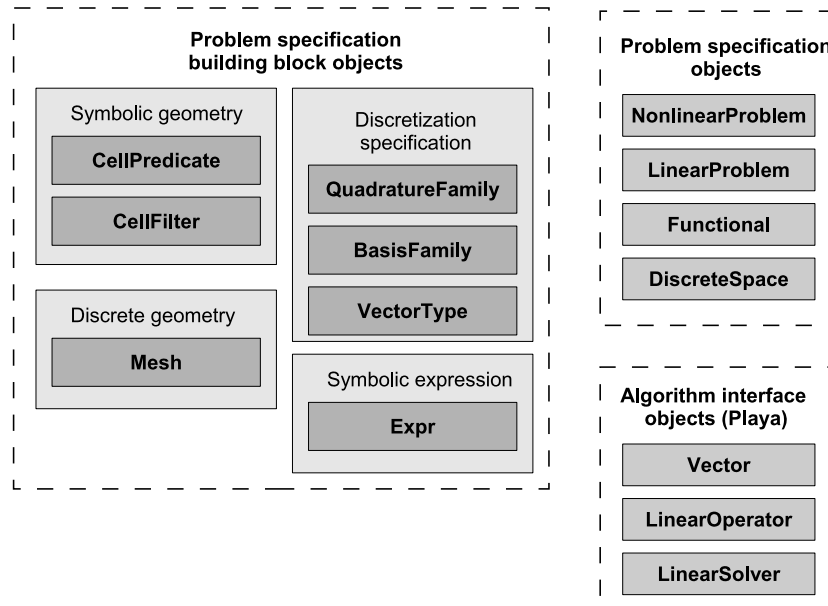 Problem specification
building block objects
Symbolic geometry
CellPredicate
CellFilter
Discrete geometry
Mesh
Discretization
specification
QuadratureFamily
BasisFamily
VectorType
Symbolic expression
Expr
Problem specification
objects
NonlinearProblem
LinearProblem
Functional
DiscreteSpace
Algorithm interface
objects (Playa)
Vector
LinearOperator
LinearSolver